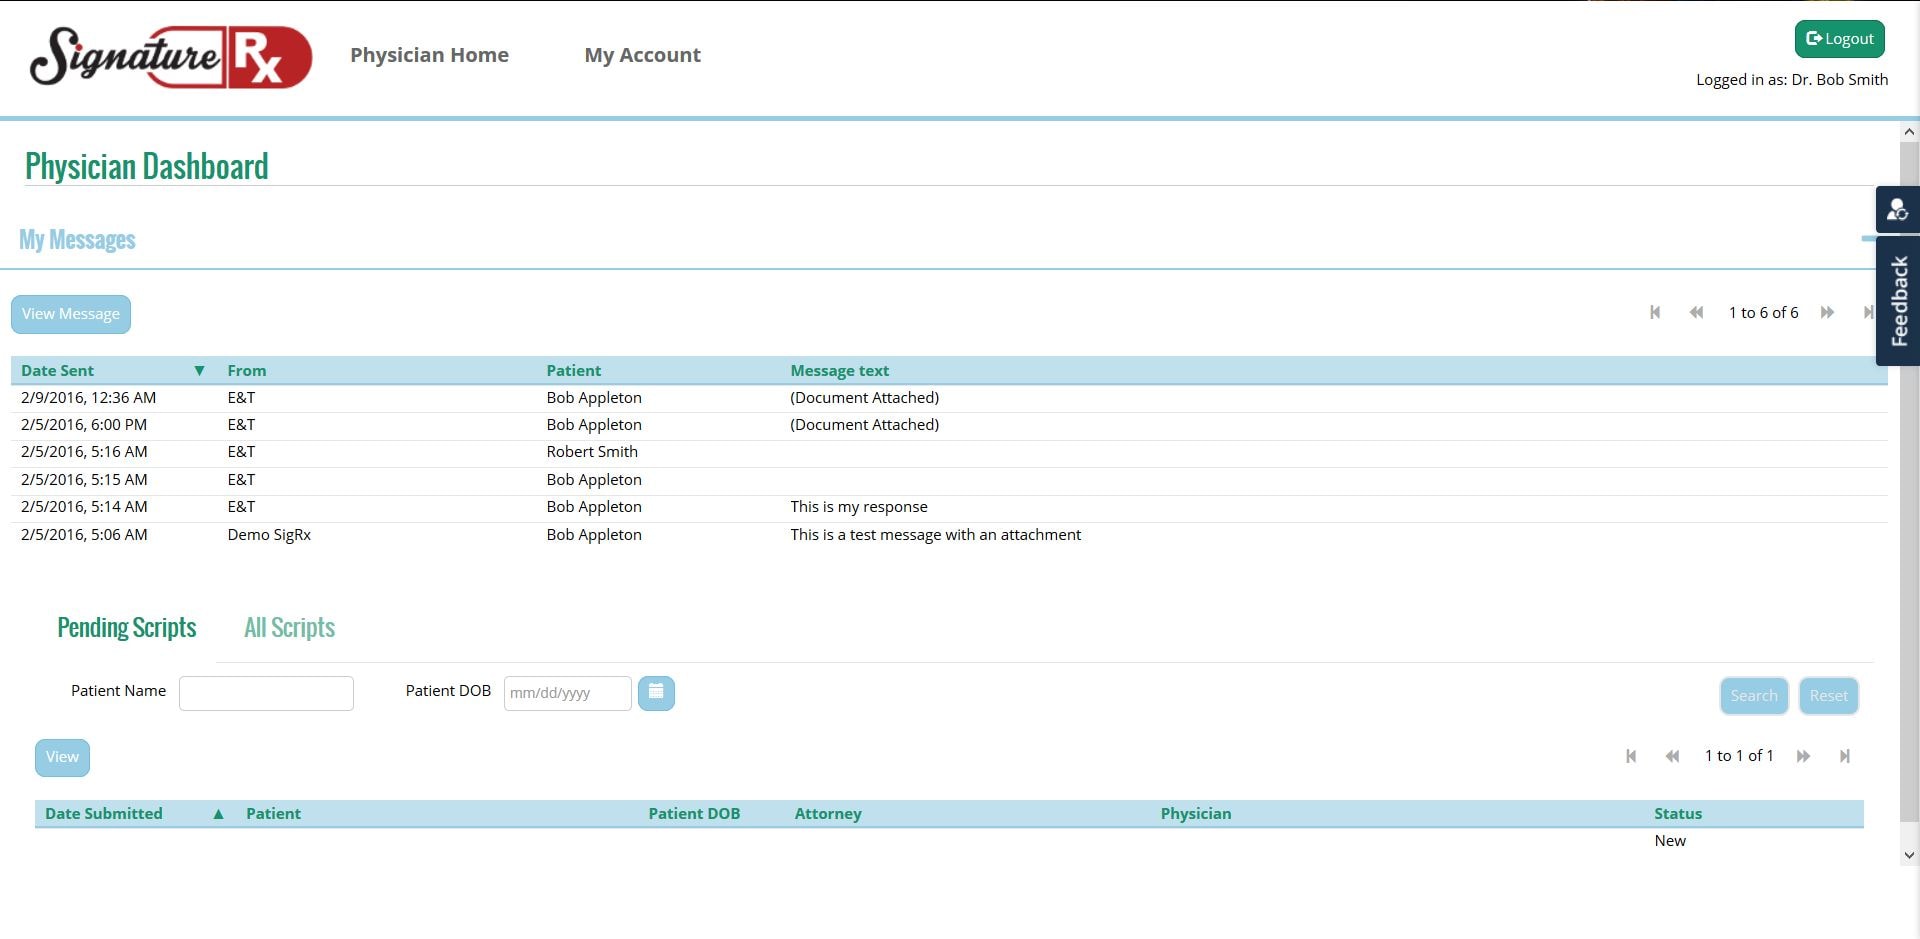 Signature Rx
Physician Home
My Account
Logout
Logged in as: Dr. Bob Smith
Physician Dashboard
My Messages
Feedback
View Message
1 to 6 of 6
Date Sent ▼ From Patient Message text
2/9/2016, 12:36 AM E&T Bob Appleton (Document Attached)
2/5/2016, 6:00 PM E&T Bob Appleton (Document Attached)
2/5/2016, 5:16 AM E&T Robert Smith
2/5/2016, 5:15 AM E&T Bob Appleton
2/5/2016, 5:14 AM E&T Bob Appleton This is my response
2/5/2016, 5:06 AM Demo SigRx Bob Appleton This is a test message with an attachment
Pending Scripts All Scripts
Patient Name Patient DOB mm/dd/yyyy Search Reset
View 1 to 1 of 1
Date Submitted ▲ Patient Patient DOB Attorney Physician Status
New